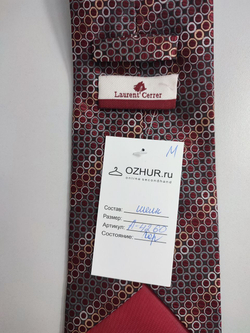 Laurent Cerrer
М
OZHUR.ru
Состав: шелк
Размер:
Артикул:
Состояние: